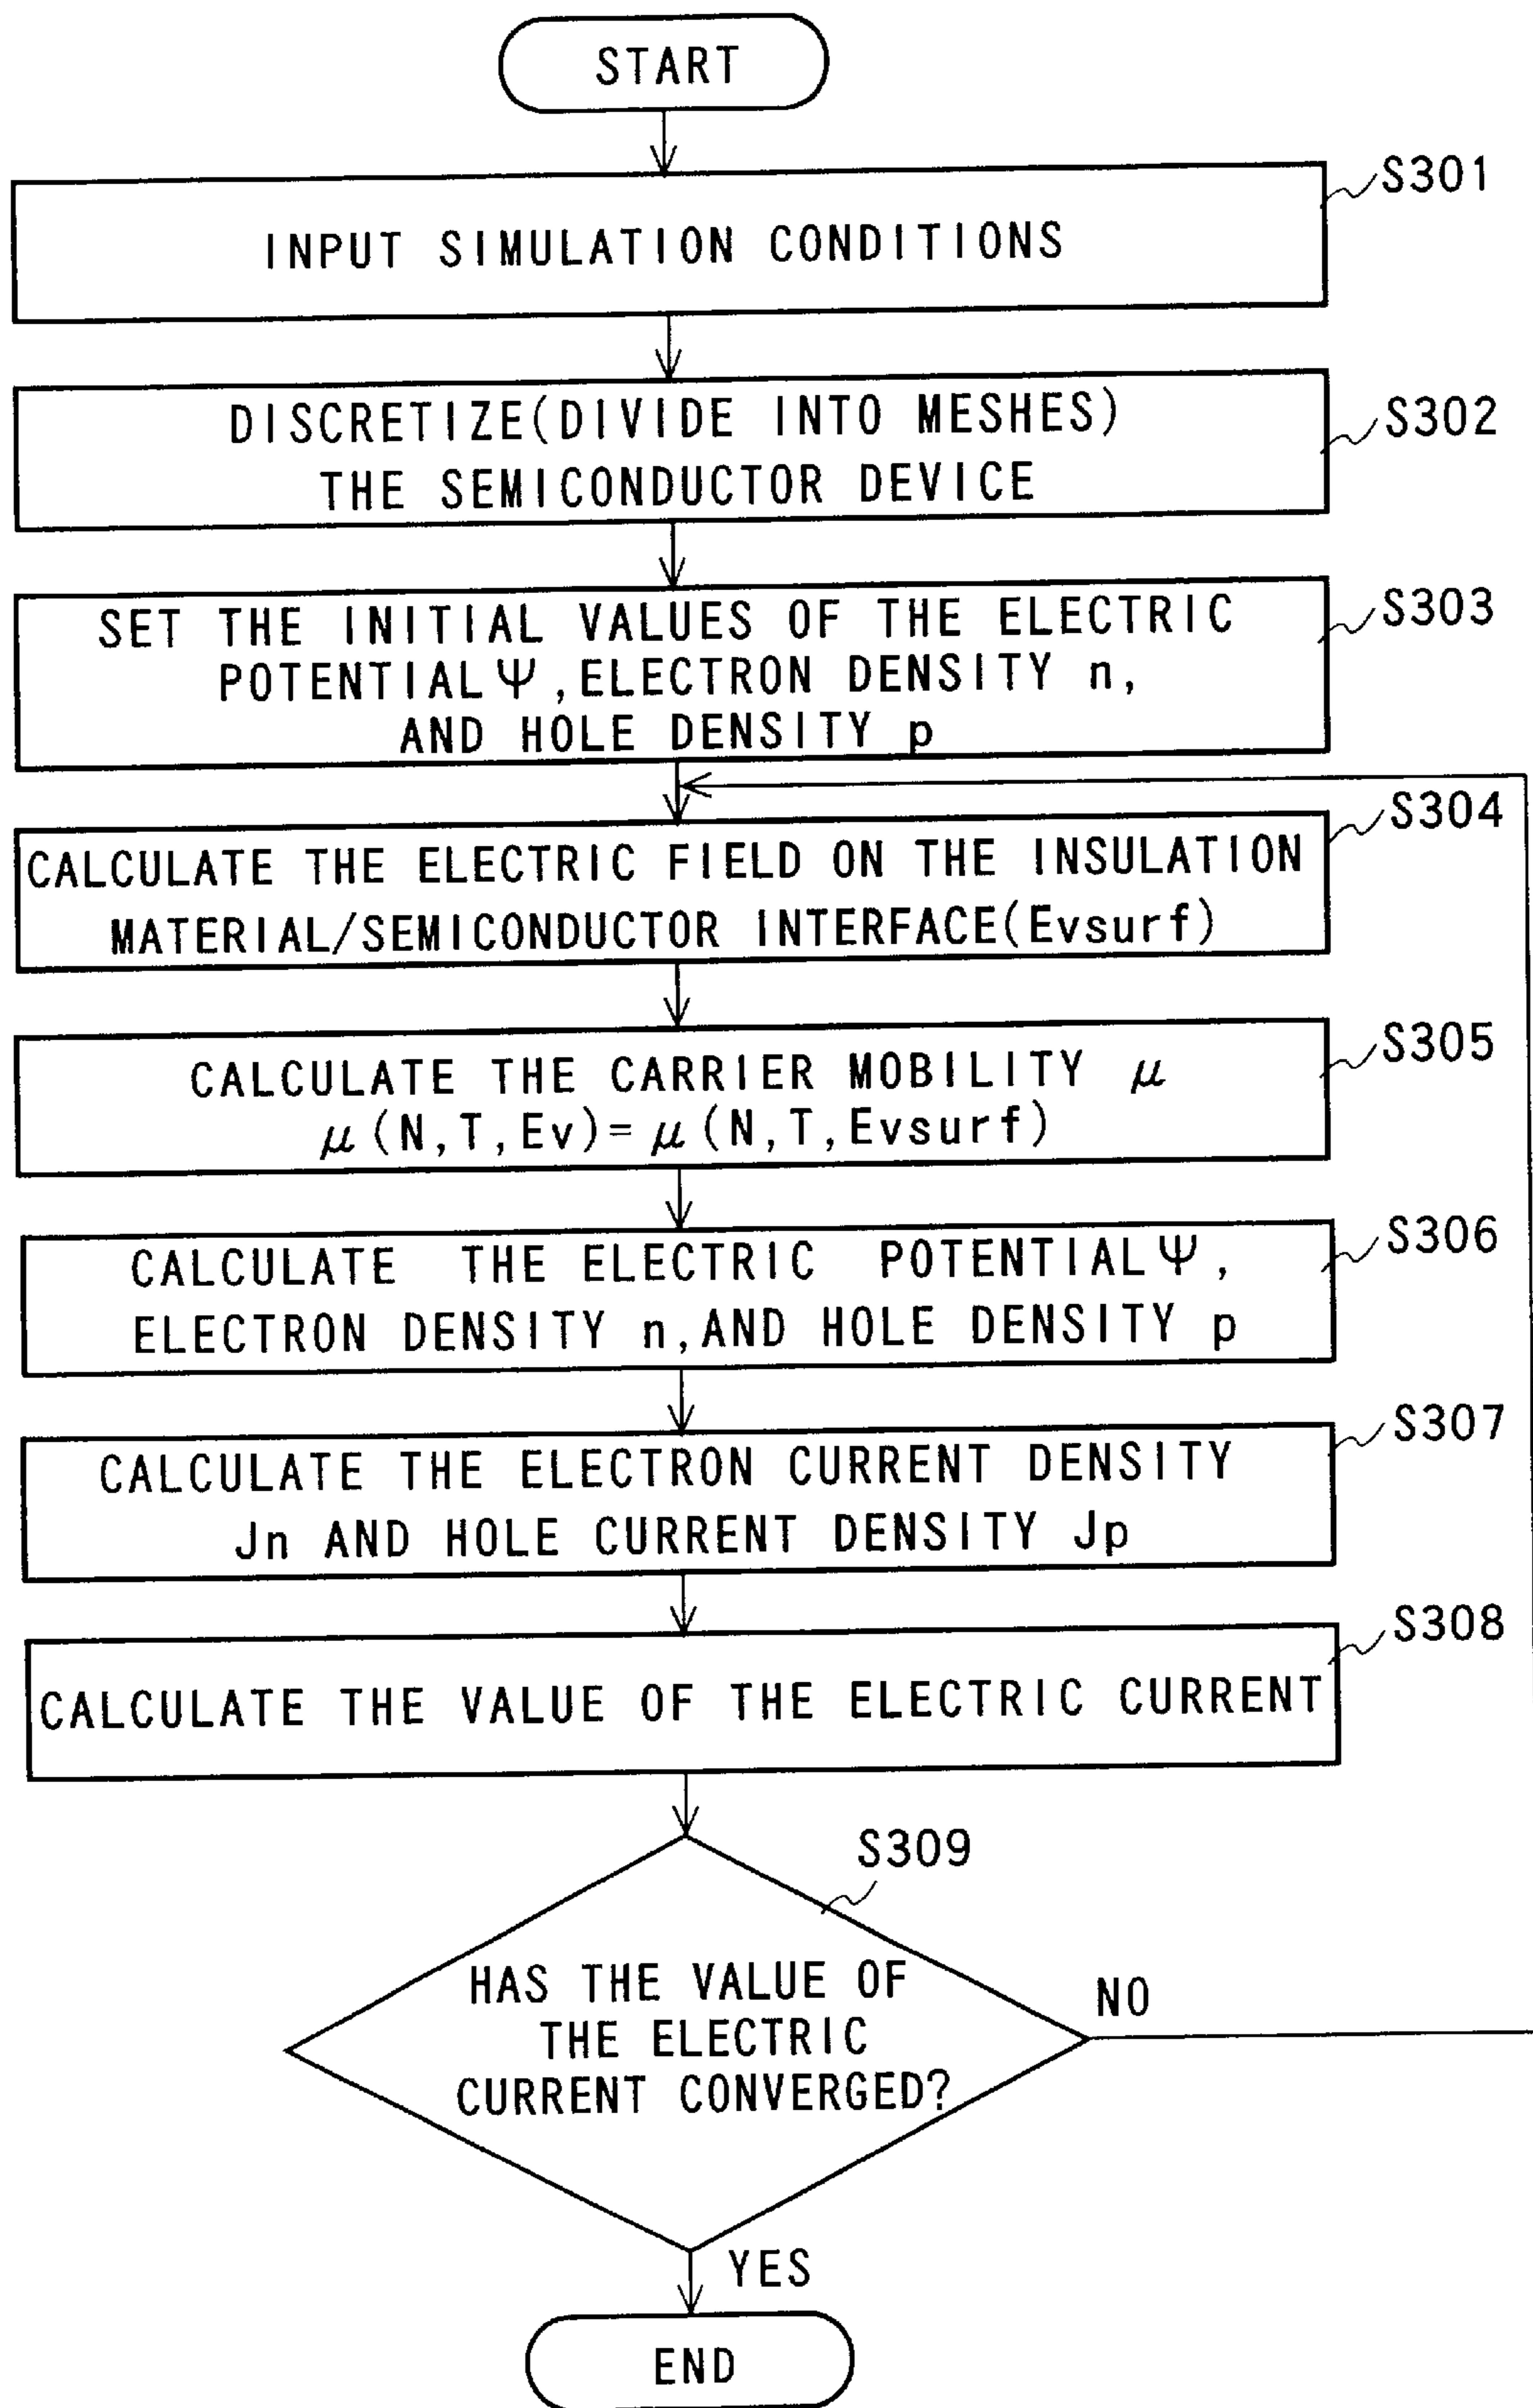 START
S301
INPUT SIMULATION CONDITIONS
S302
DISCRETIZE(DIVIDE INTO MESHES)
THE SEMICONDUCTOR DEVICE
S303
SET THE INITIAL VALUES OF THE ELECTRIC
POTENTIALΨ,ELECTRON DENSITY n,
AND HOLE DENSITY p
S304
CALCULATE THE ELECTRIC FIELD ON THE INSULATION
MATERIAL/SEMICONDUCTOR INTERFACE(Evsurf)
S305
CALCULATE THE CARRIER MOBILITY μ
μ(N,T,Ev)=μ(N,T,Evsurf)
S306
CALCULATE THE ELECTRIC POTENTIALΨ,
ELECTRON DENSITY n,AND HOLE DENSITY p
S307
CALCULATE THE ELECTRON CURRENT DENSITY
Jn AND HOLE CURRENT DENSITY Jp
S308
CALCULATE THE VALUE OF THE ELECTRIC CURRENT
S309
HAS THE VALUE OF
THE ELECTRIC
CURRENT CONVERGED?
NO
YES
END